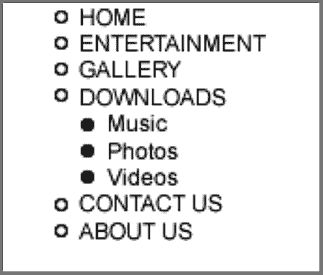 HOME
ENTERTAINMENT
GALLERY
DOWNLOADS
Music
Photos
Videos
CONTACT US
ABOUT US